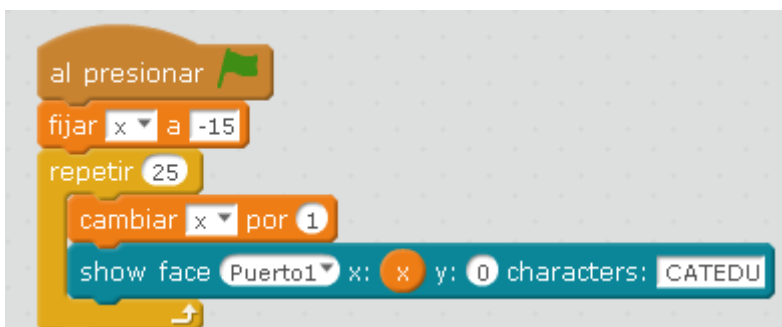 al presionar
fijar x a -15
repetir 25
cambiar x por 1
show face Puerto1 x: x y: 0 characters: CATEDU